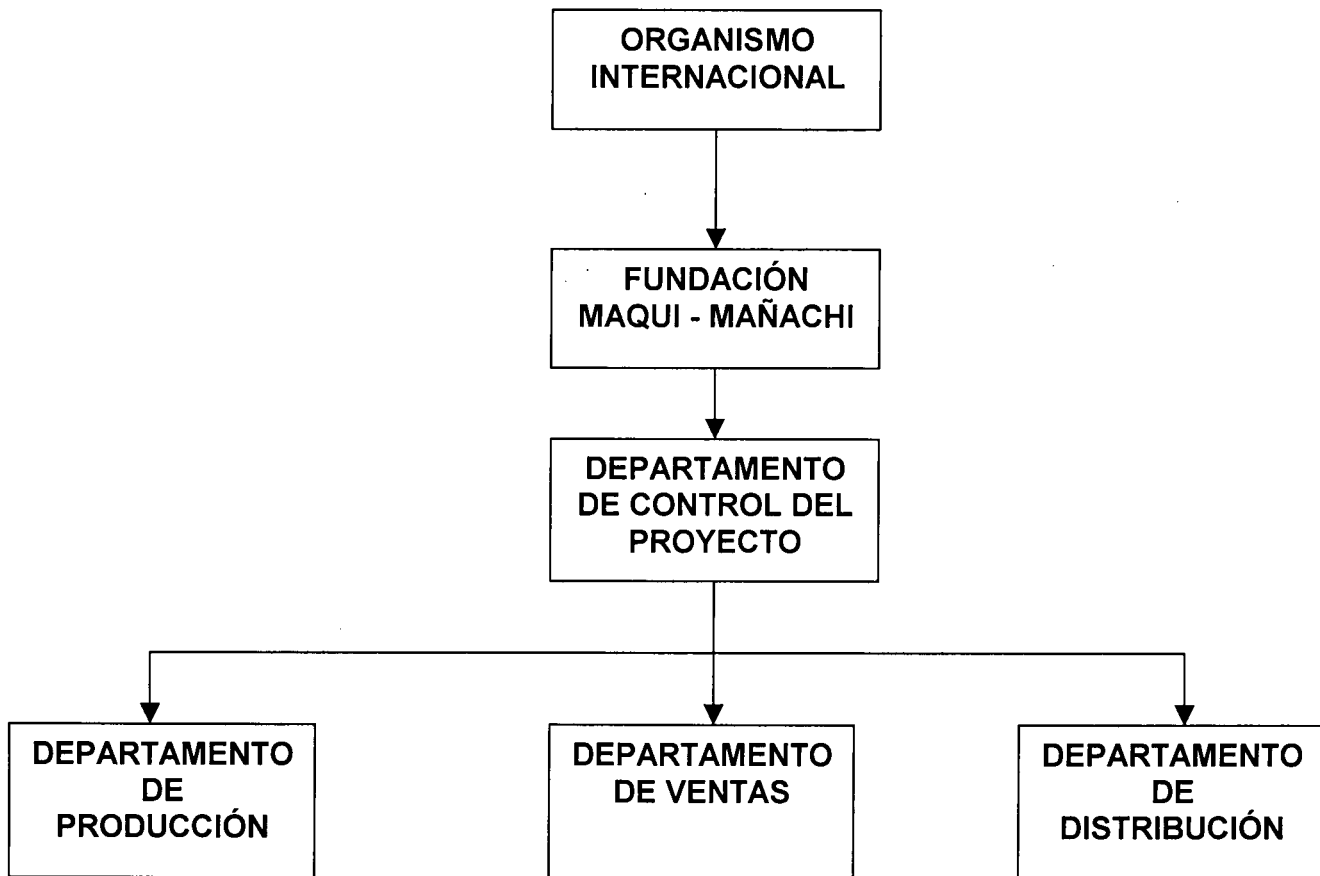 ORGANISMO
INTERNACIONAL
FUNDACIÓN
MAQUI - MAÑACHI
DEPARTAMENTO
DE CONTROL DEL
PROYECTO
DEPARTAMENTO
DE
PRODUCCIÓN
DEPARTAMENTO
DE VENTAS
DEPARTAMENTO
DE
DISTRIBUCIÓN